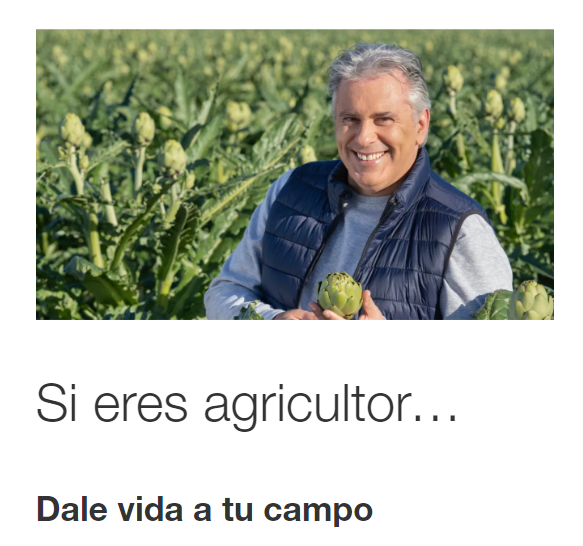 Si eres agricultor…
Dale vida a tu campo